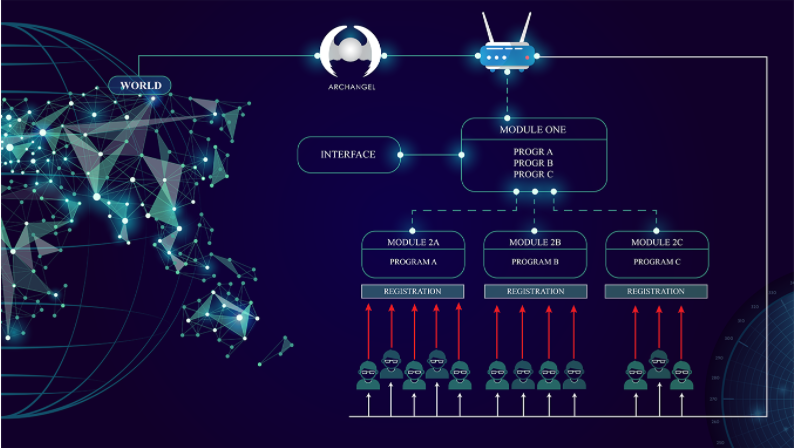 WORLD
ARCHANGEL
MODULE ONE
INTERFACE
PROGR A
PROGR B
PROGR C
MODULE 2A
MODULE 2B
MODULE 2C
PROGRAM A
PROGRAM B
PROGRAM C
REGISTRATION
REGISTRATION
REGISTRATION